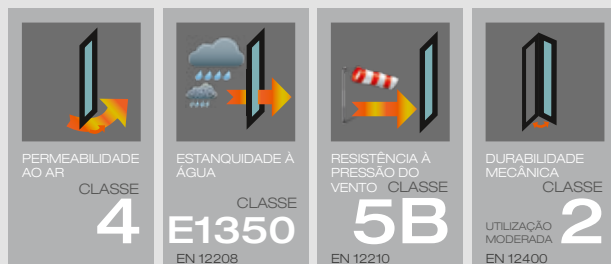 PERMEABILIDADE
AO AR
CLASSE
4
ESTANQUIDADE À
ÁGUA
CLASSE
E1350
EN 12208
RESISTÊNCIA À
PRESSÃO DO
VENTO CLASSE
5B
EN 12210
DURABILIDADE
MECÂNICA
CLASSE
UTILIZAÇÃO
MODERADA 2
EN 12400